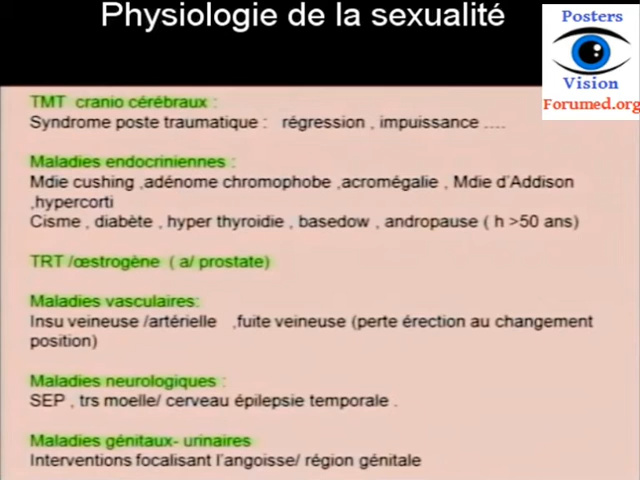 Physiologie de la sexualité
Posters
Vision
Forumed.org
TMT cranio cérébraux :
Syndrome poste traumatique : régression , impuissance ....
Maladies endocriniennes :
Mdie cushing ,adénome chromophobe ,acromégalie , Mdie d'Addison
,hypercorti
Cisme , diabète , hyper thyroidie , basedow , andropause ( h >50 ans)
TRT /œstrogène ( a/ prostate)
Maladies vasculaires:
Insu veineuse /artérielle ,fuite veineuse (perte érection au changement
position)
Maladies neurologiques :
SEP , trs moelle/ cerveau épilepsie temporale .
Maladies génitaux- urinaires
Interventions focalisant l'angoisse/ région génitale